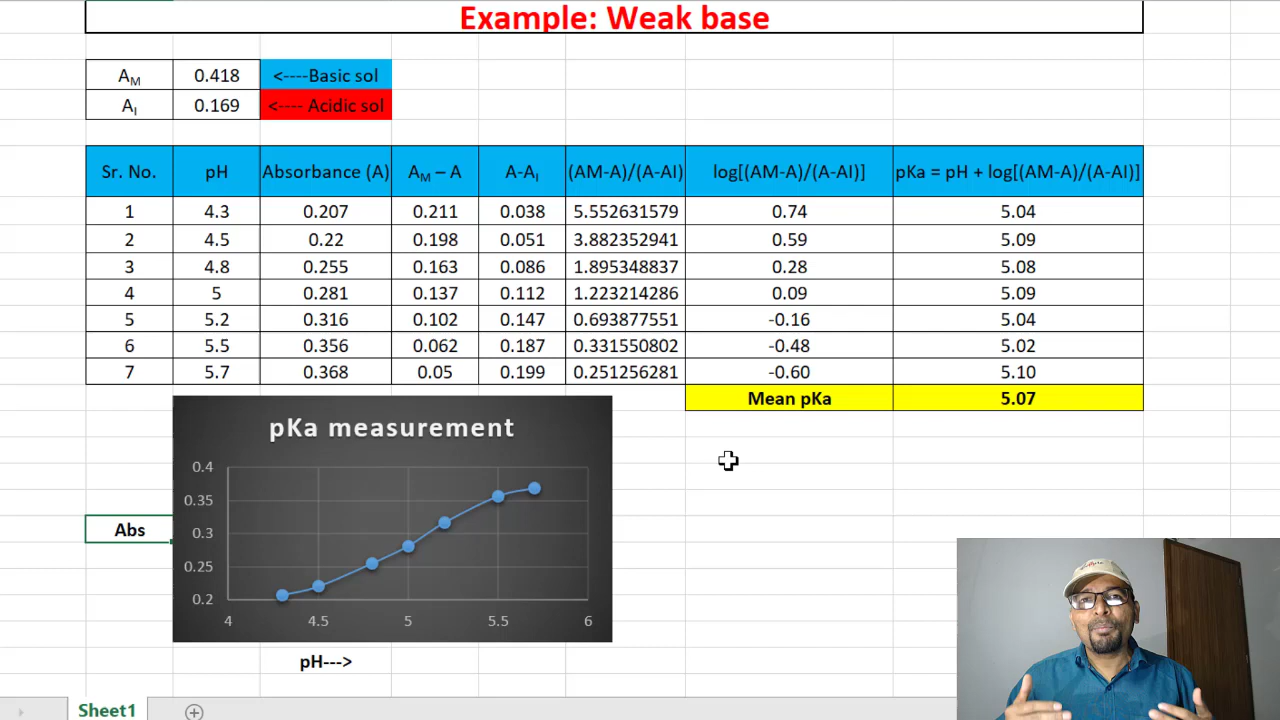 Example: Weak base
AM 0.418 <----Basic sol
AI 0.169 <---- Acidic sol
Sr. No. pH Absorbance (A) AM – A A-AI (AM-A)/(A-AI) log[(AM-A)/(A-AI)] pKa = pH + log[(AM-A)/(A-AI)]
1 4.3 0.207 0.211 0.038 5.552631579 0.74 5.04
2 4.5 0.22 0.198 0.051 3.882352941 0.59 5.09
3 4.8 0.255 0.163 0.086 1.895348837 0.28 5.08
4 5 0.281 0.137 0.112 1.223214286 0.09 5.09
5 5.2 0.316 0.102 0.147 0.693877551 -0.16 5.04
6 5.5 0.356 0.062 0.187 0.331550802 -0.48 5.02
7 5.7 0.368 0.05 0.199 0.251256281 -0.60 5.10
Mean pKa 5.07
pKa measurement
0.4
0.35
0.3
0.25
0.2
4 4.5 5 5.5 6
Abs
pH--->
Sheet1